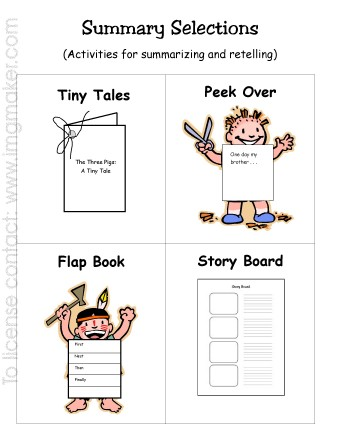 Summary Selections
(Activities for summarizing and retelling)
Tiny Tales
The Three Pigs:
A Tiny Tale
Peek Over
One day my
brother . . .
Flap Book
First
Next
Then
Finally
Story Board
Story Board
To license contact: www.imgmaker.com